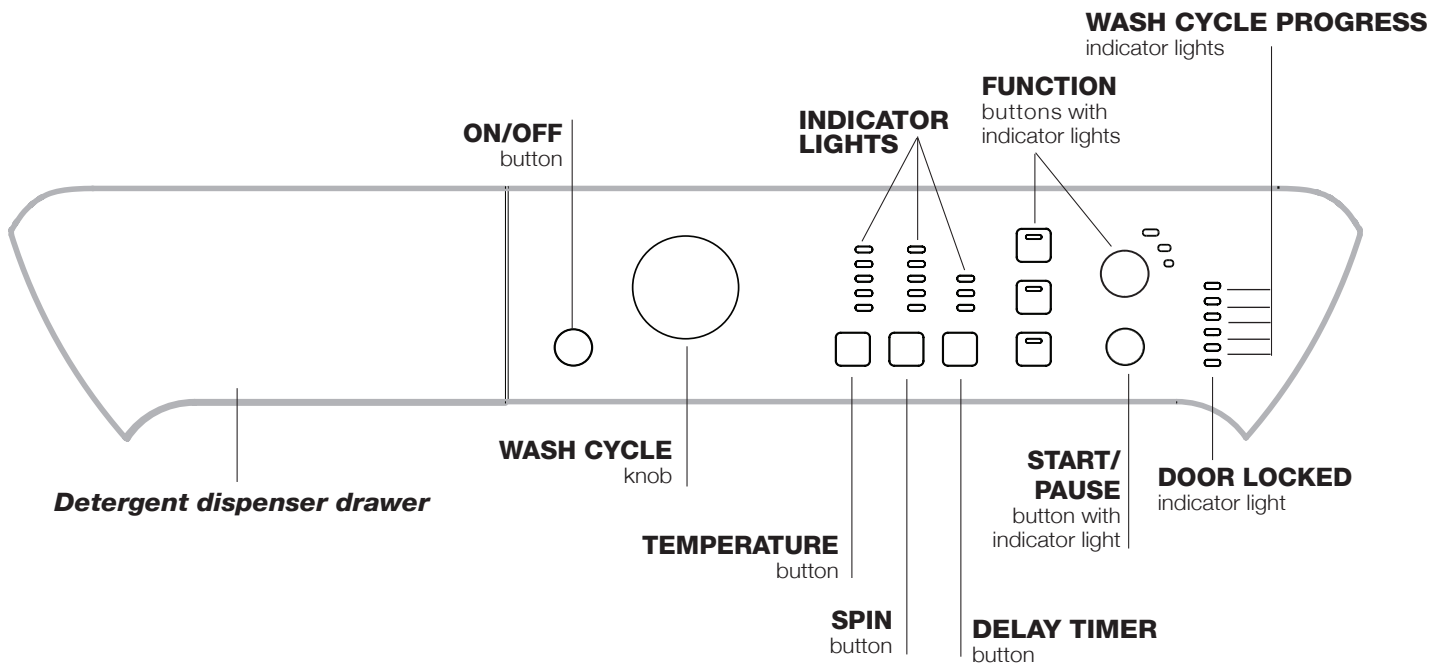 WASH CYCLE PROGRESS
indicator lights
FUNCTION
buttons with
indicator lights
INDICATOR
LIGHTS
ON/OFF
button
WASH CYCLE
knob
Detergent dispenser drawer
START/
PAUSE
button with
indicator light
DOOR LOCKED
indicator light
TEMPERATURE
button
SPIN
button
DELAY TIMER
button